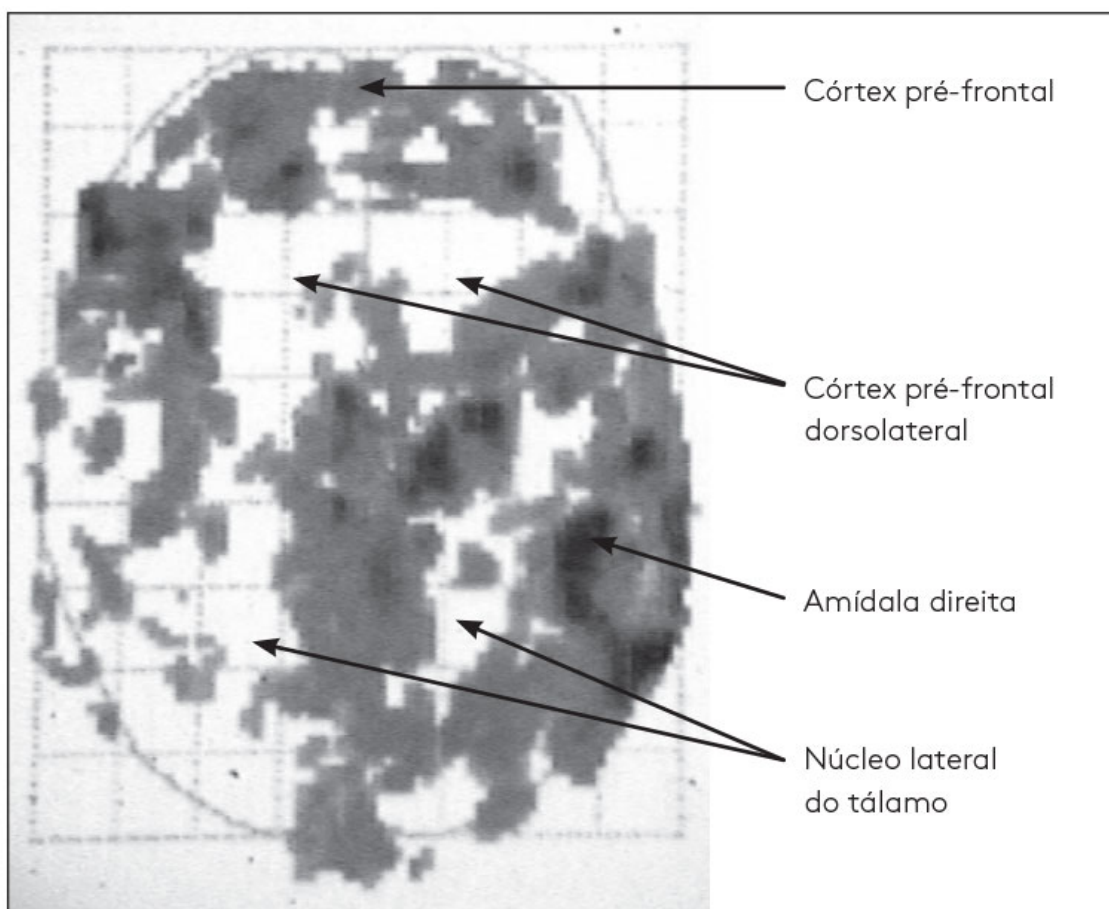 Córtex pré-frontal
Córtex pré-frontal
dorsolateral
Amídala direita
Núcleo lateral
do tálamo